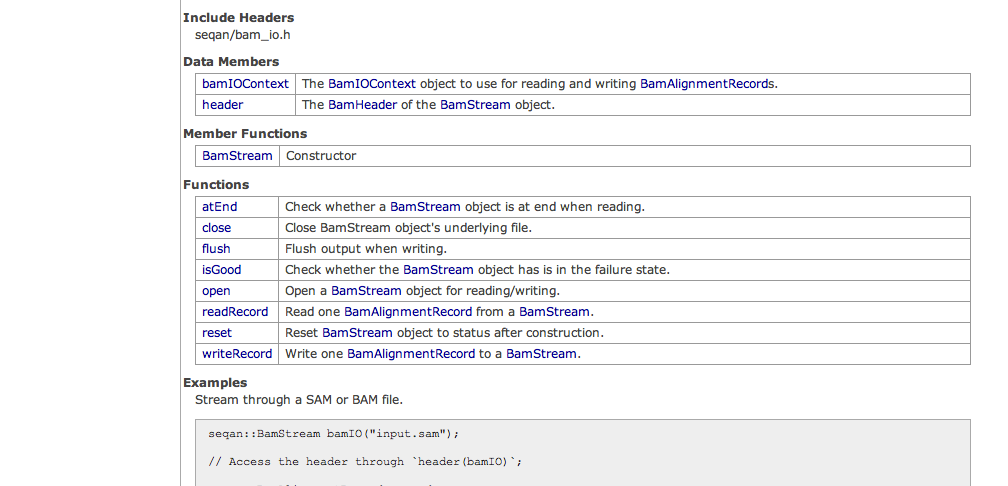 Include Headers
seqan/bam_io.h
Data Members
bamIOContext The BamIOContext object to use for reading and writing BamAlignmentRecords.
header The BamHeader of the BamStream object.
Member Functions
BamStream Constructor
Functions
atEnd Check whether a BamStream object is at end when reading.
close Close BamStream object's underlying file.
flush Flush output when writing.
isGood Check whether the BamStream object has is in the failure state.
open Open a BamStream object for reading/writing.
readRecord Read one BamAlignmentRecord from a BamStream.
reset Reset BamStream object to status after construction.
writeRecord Write one BamAlignmentRecord to a BamStream.
Examples
Stream through a SAM or BAM file.
seqan::BamStream bamIO("input.sam");
// Access the header through `header(bamIO)`;